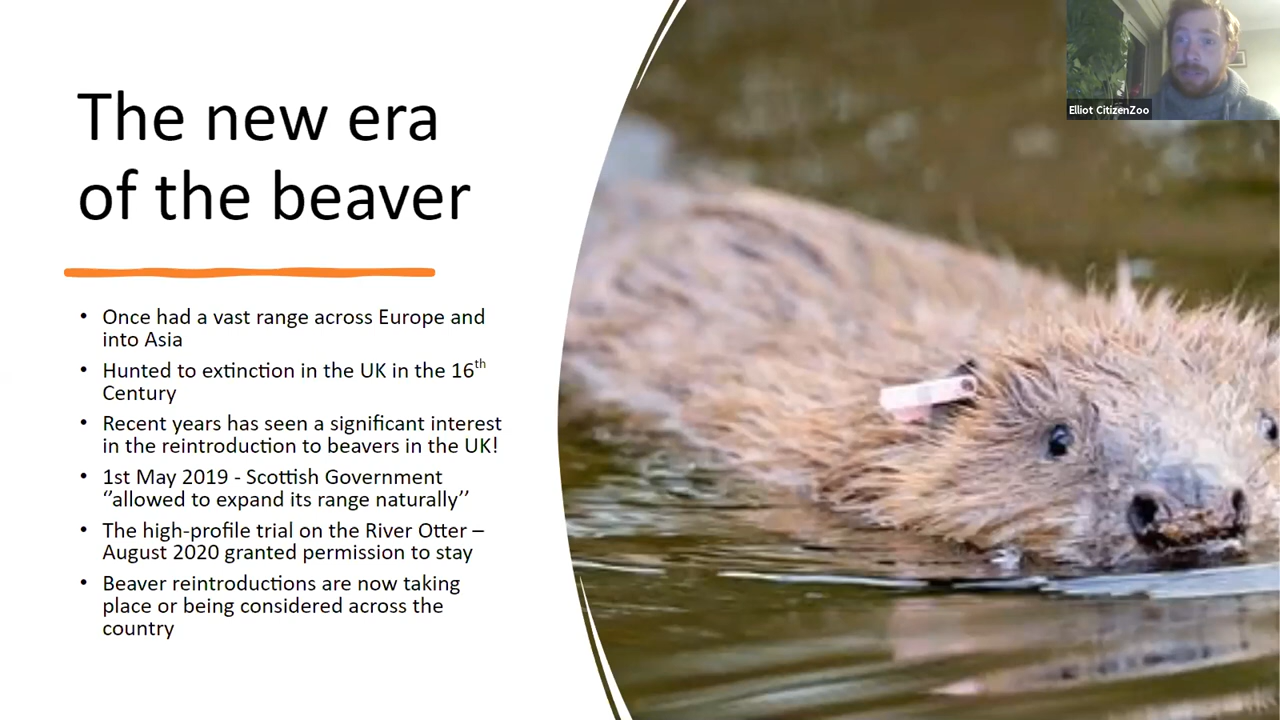 Elliot CitizenZoo
The new era
of the beaver
• Once had a vast range across Europe and
into Asia
• Hunted to extinction in the UK in the 16th
Century
• Recent years has seen a significant interest
in the reintroduction to beavers in the UK!
• 1st May 2019 - Scottish Government
‘’allowed to expand its range naturally’’
• The high-profile trial on the River Otter –
August 2020 granted permission to stay
• Beaver reintroductions are now taking
place or being considered across the
country